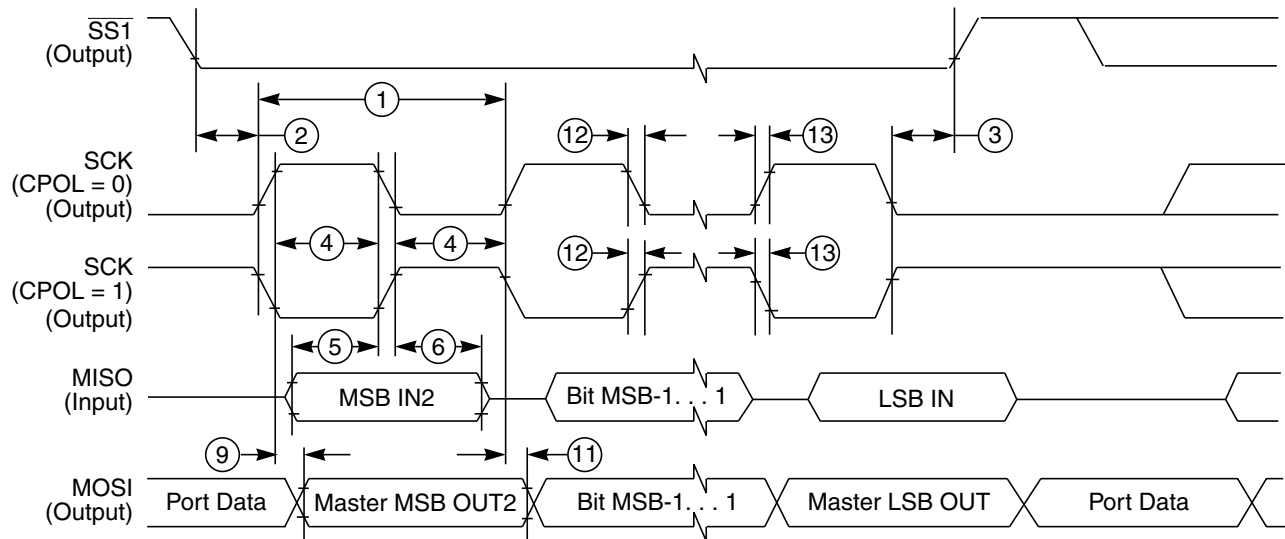 SS1
(Output)
1
2
12
13
3
SCK
(CPOL = 0)
(Output)
4
4
12
13
SCK
(CPOL = 1)
(Output)
5
6
MISO
(Input)
MSB IN2
Bit MSB-1. . . 1
LSB IN
9
11
MOSI
(Output)
Port Data
Master MSB OUT2
Bit MSB-1. . . 1
Master LSB OUT
Port Data